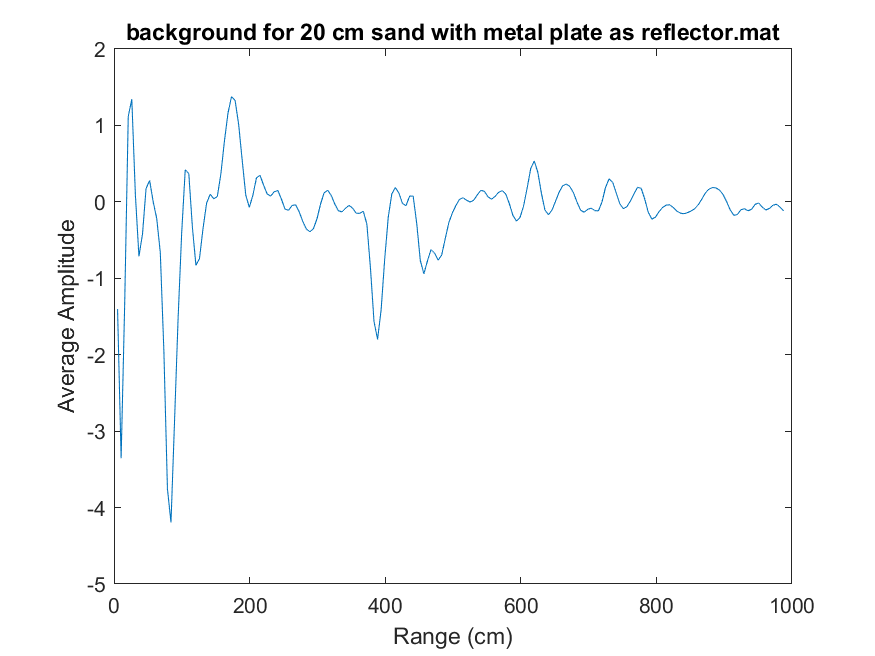 background for 20 cm sand with metal plate as reflector.mat
2
1
0
-1
-2
-3
-4
-5
Average Amplitude
0 200 400 600 800 1000
Range (cm)